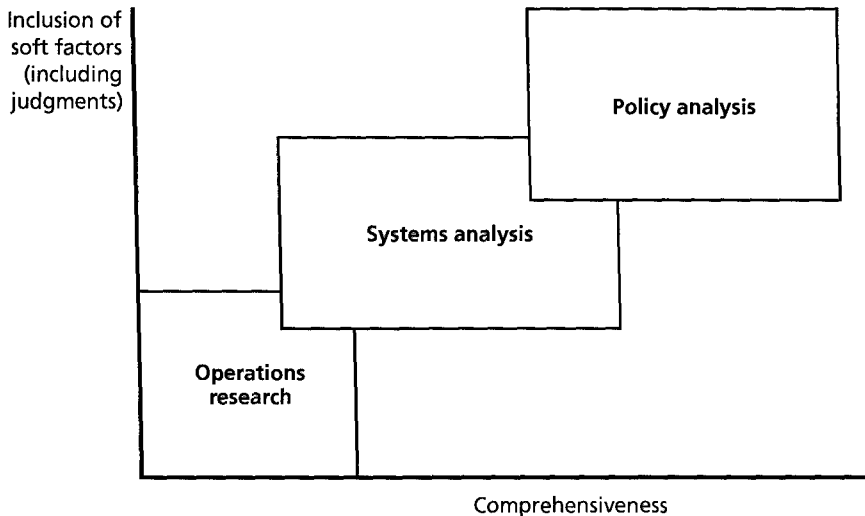 Inclusion of
soft factors
(including
judgments)
Policy analysis
Systems analysis
Operations
research
Comprehensiveness